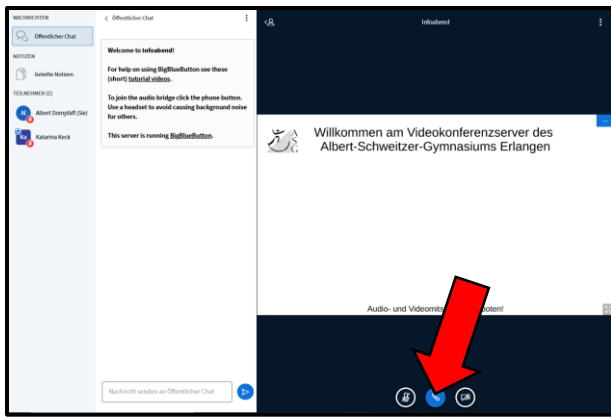 NACHRICHTEN
Öffentlicher Chat
NOTIZEN
Geteilte Notizen
TEILNEHMER (2)
Al
Albert Dompfaff (Sie)
Ka
Katarina Keck
Öffentlicher Chat
Welcome to Infoabend!
For help on using BigBlueButton see these
(short) tutorial videos.
To join the audio bridge click the phone button.
Use a headset to avoid causing background noise
for others.
This server is running BigBlueButton.
Nachricht senden an Öffentlicher Chat
Infoabend
ASG
Willkommen am Videokonferenzserver des
Albert-Schweitzer-Gymnasiums Erlangen
Audio- und Videomits boten!